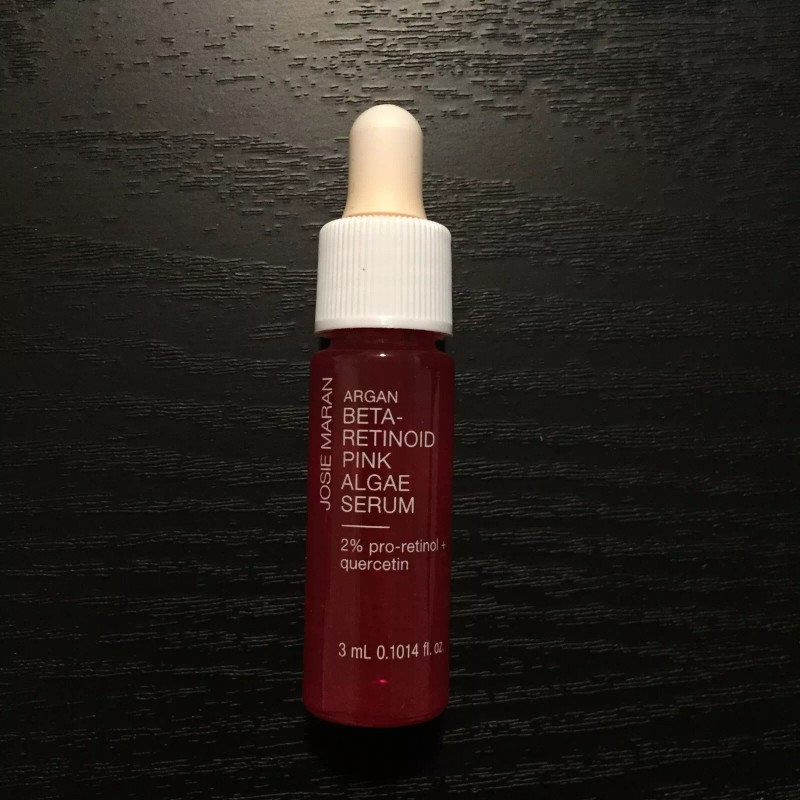 JOSIE MARAN
ARGAN
BETA-
RETINOID
PINK
ALGAE
SERUM
2% pro-retinol +
quercetin
3 mL 0.1014 fl. oz.